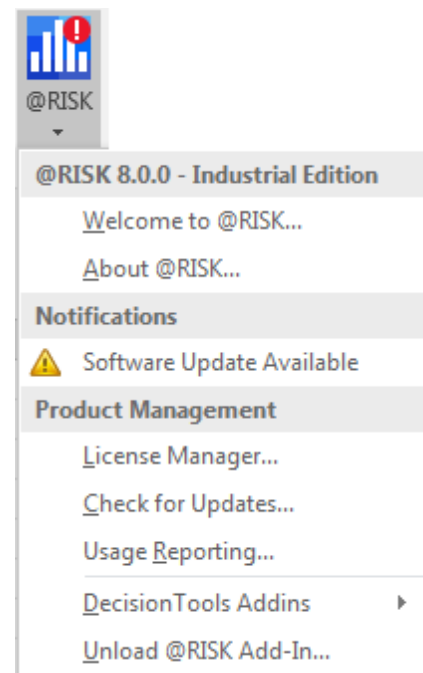 @RISK
@RISK 8.0.0 - Industrial Edition
Welcome to @RISK...
About @RISK...
Notifications
Software Update Available
Product Management
License Manager...
Check for Updates...
Usage Reporting...
DecisionTools Addins
Unload @RISK Add-In...